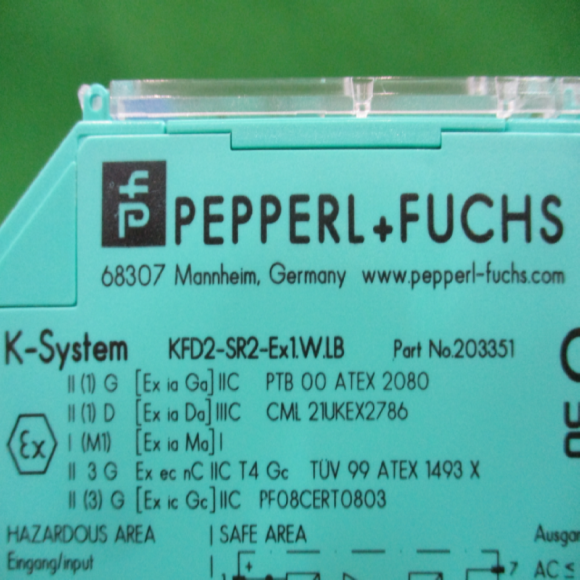 PEPPERL+FUCHS
68307 Mannheim, Germany www.pepperl-fuchs.com
K-System KFD2-SR2-Ex1.W.LB Part No.203351
II (1) G [Ex ia Ga] IIC PTB 00 ATEX 2080
II (1) D [Ex ia Da] IIIC CML 21UKEX2786
Ex I (M1) [Ex ia Ma] I
II 3 G Ex ec nC IIC T4 Gc TÜV 99 ATEX 1493 X
II (3) G [Ex ic Gc] IIC PF08CERT0803
HAZARDOUS AREA SAFE AREA
Eingang/input 1+ 7 AC ≤